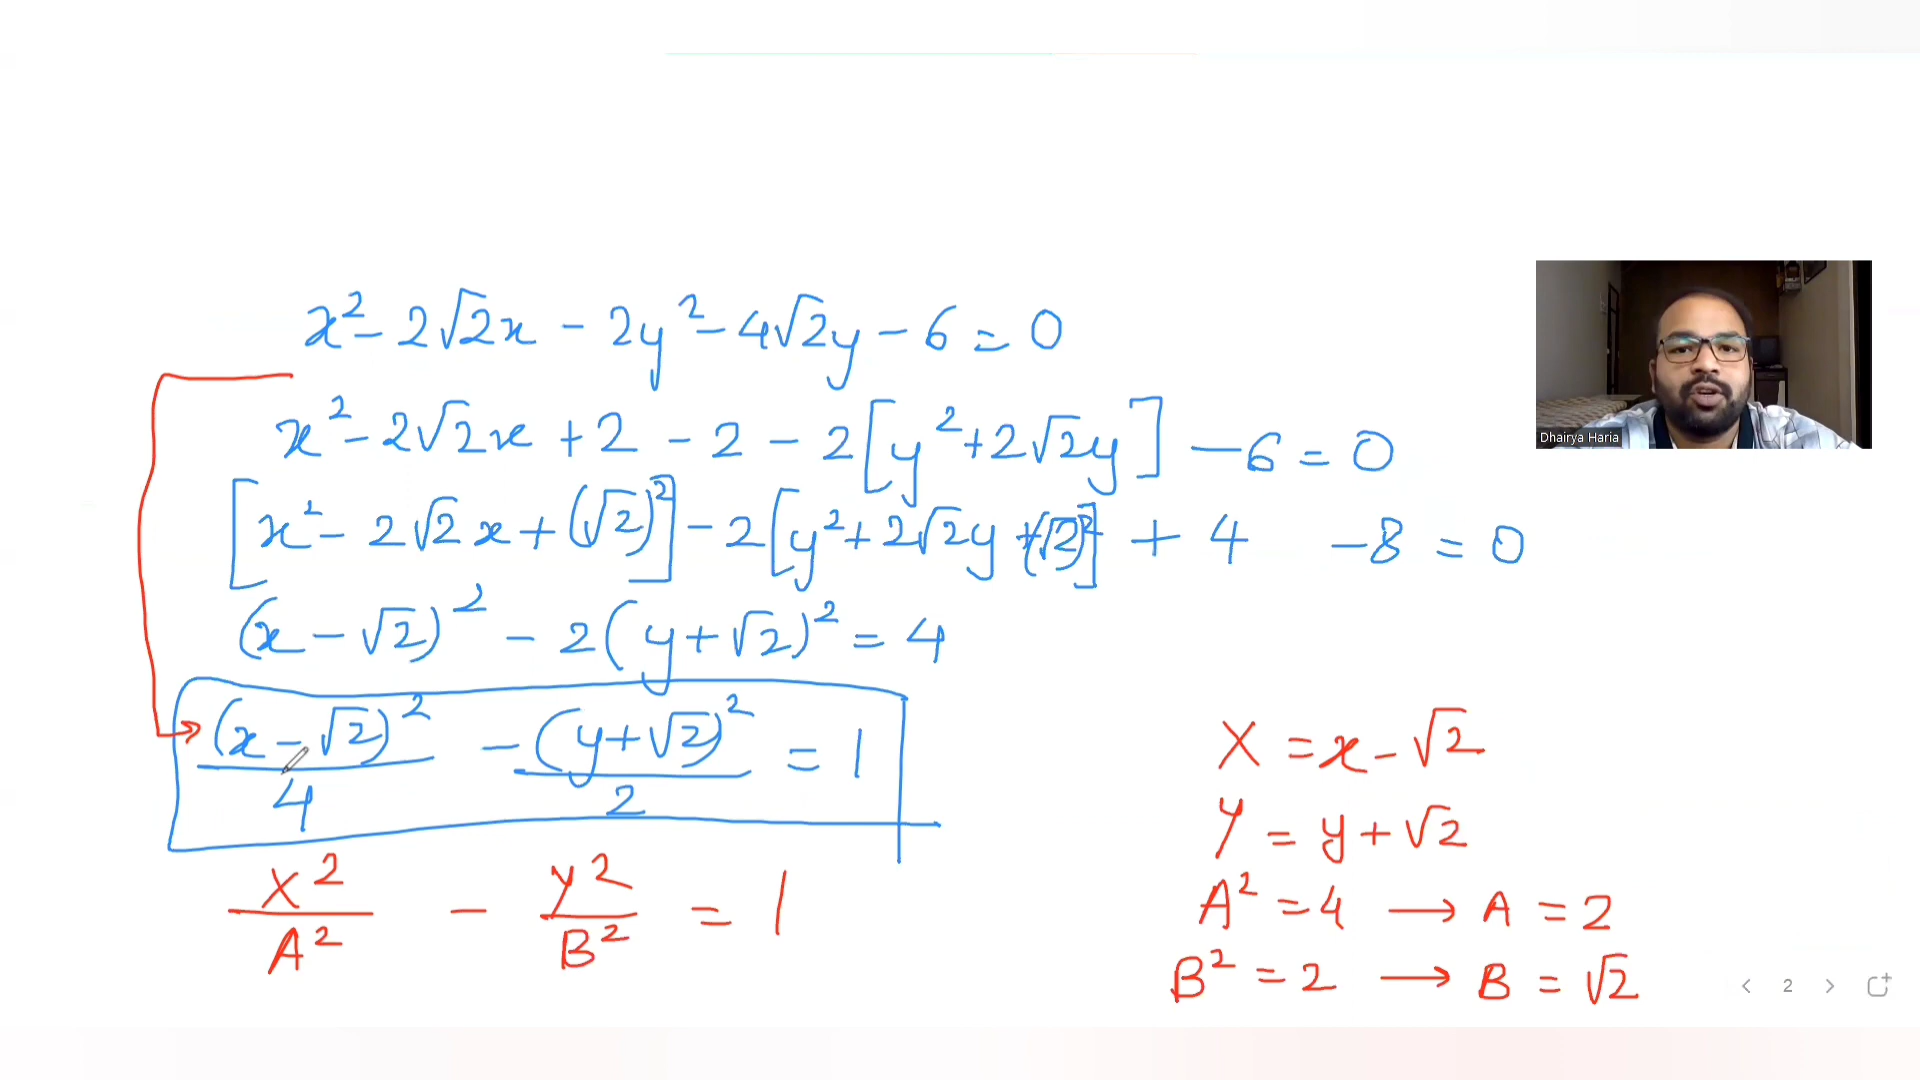 x² - 2√2x - 2y² - 4√2y - 6 = 0
x² - 2√2x + 2 - 2 - 2[y² + 2√2y] - 6 = 0
[x² - 2√2x + (√2)²] - 2[y² + 2√2y + (√2)²] + 4 - 8 = 0
(x - √2)² - 2(y + √2)² = 4
(x - √2)²/4 - (y + √2)²/2 = 1
X²/A² - Y²/B² = 1
X = x - √2
Y = y + √2
A² = 4 → A = 2
B² = 2 → B = √2
Dhairya Haria
< 2 >